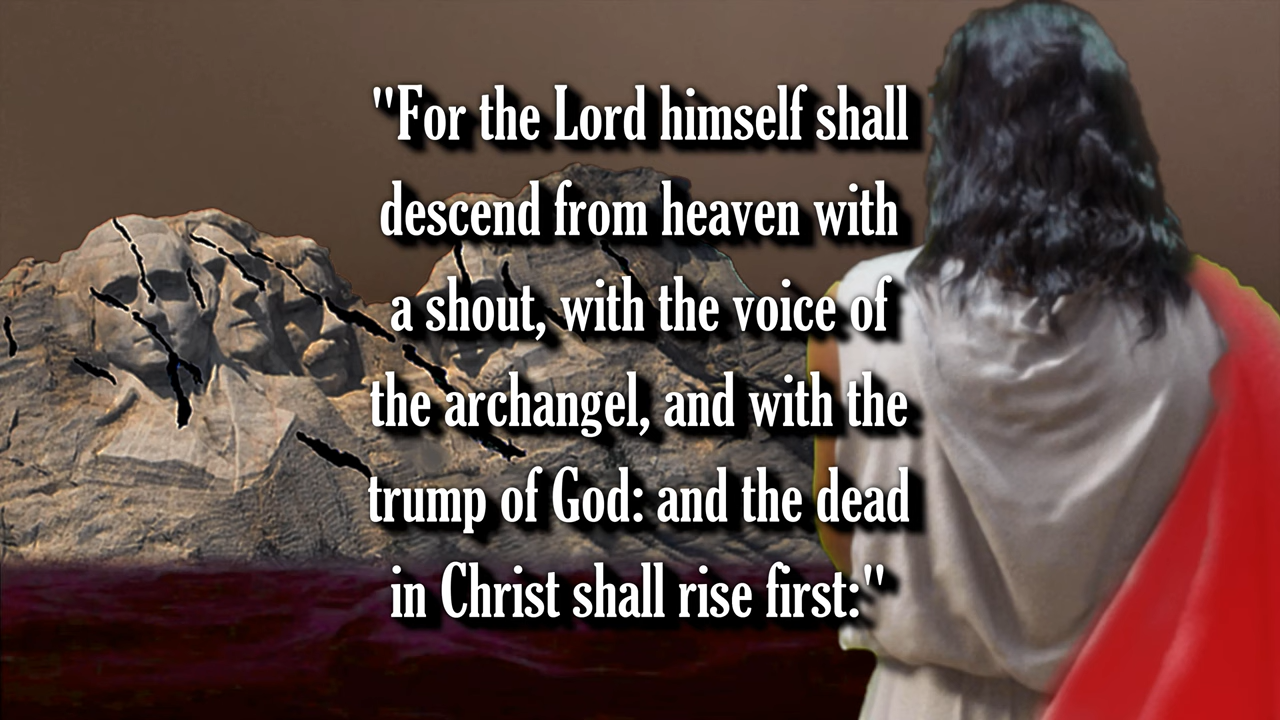 "For the Lord himself shall
descend from heaven with
a shout, with the voice of
the archangel, and with the
trump of God: and the dead
in Christ shall rise first:"